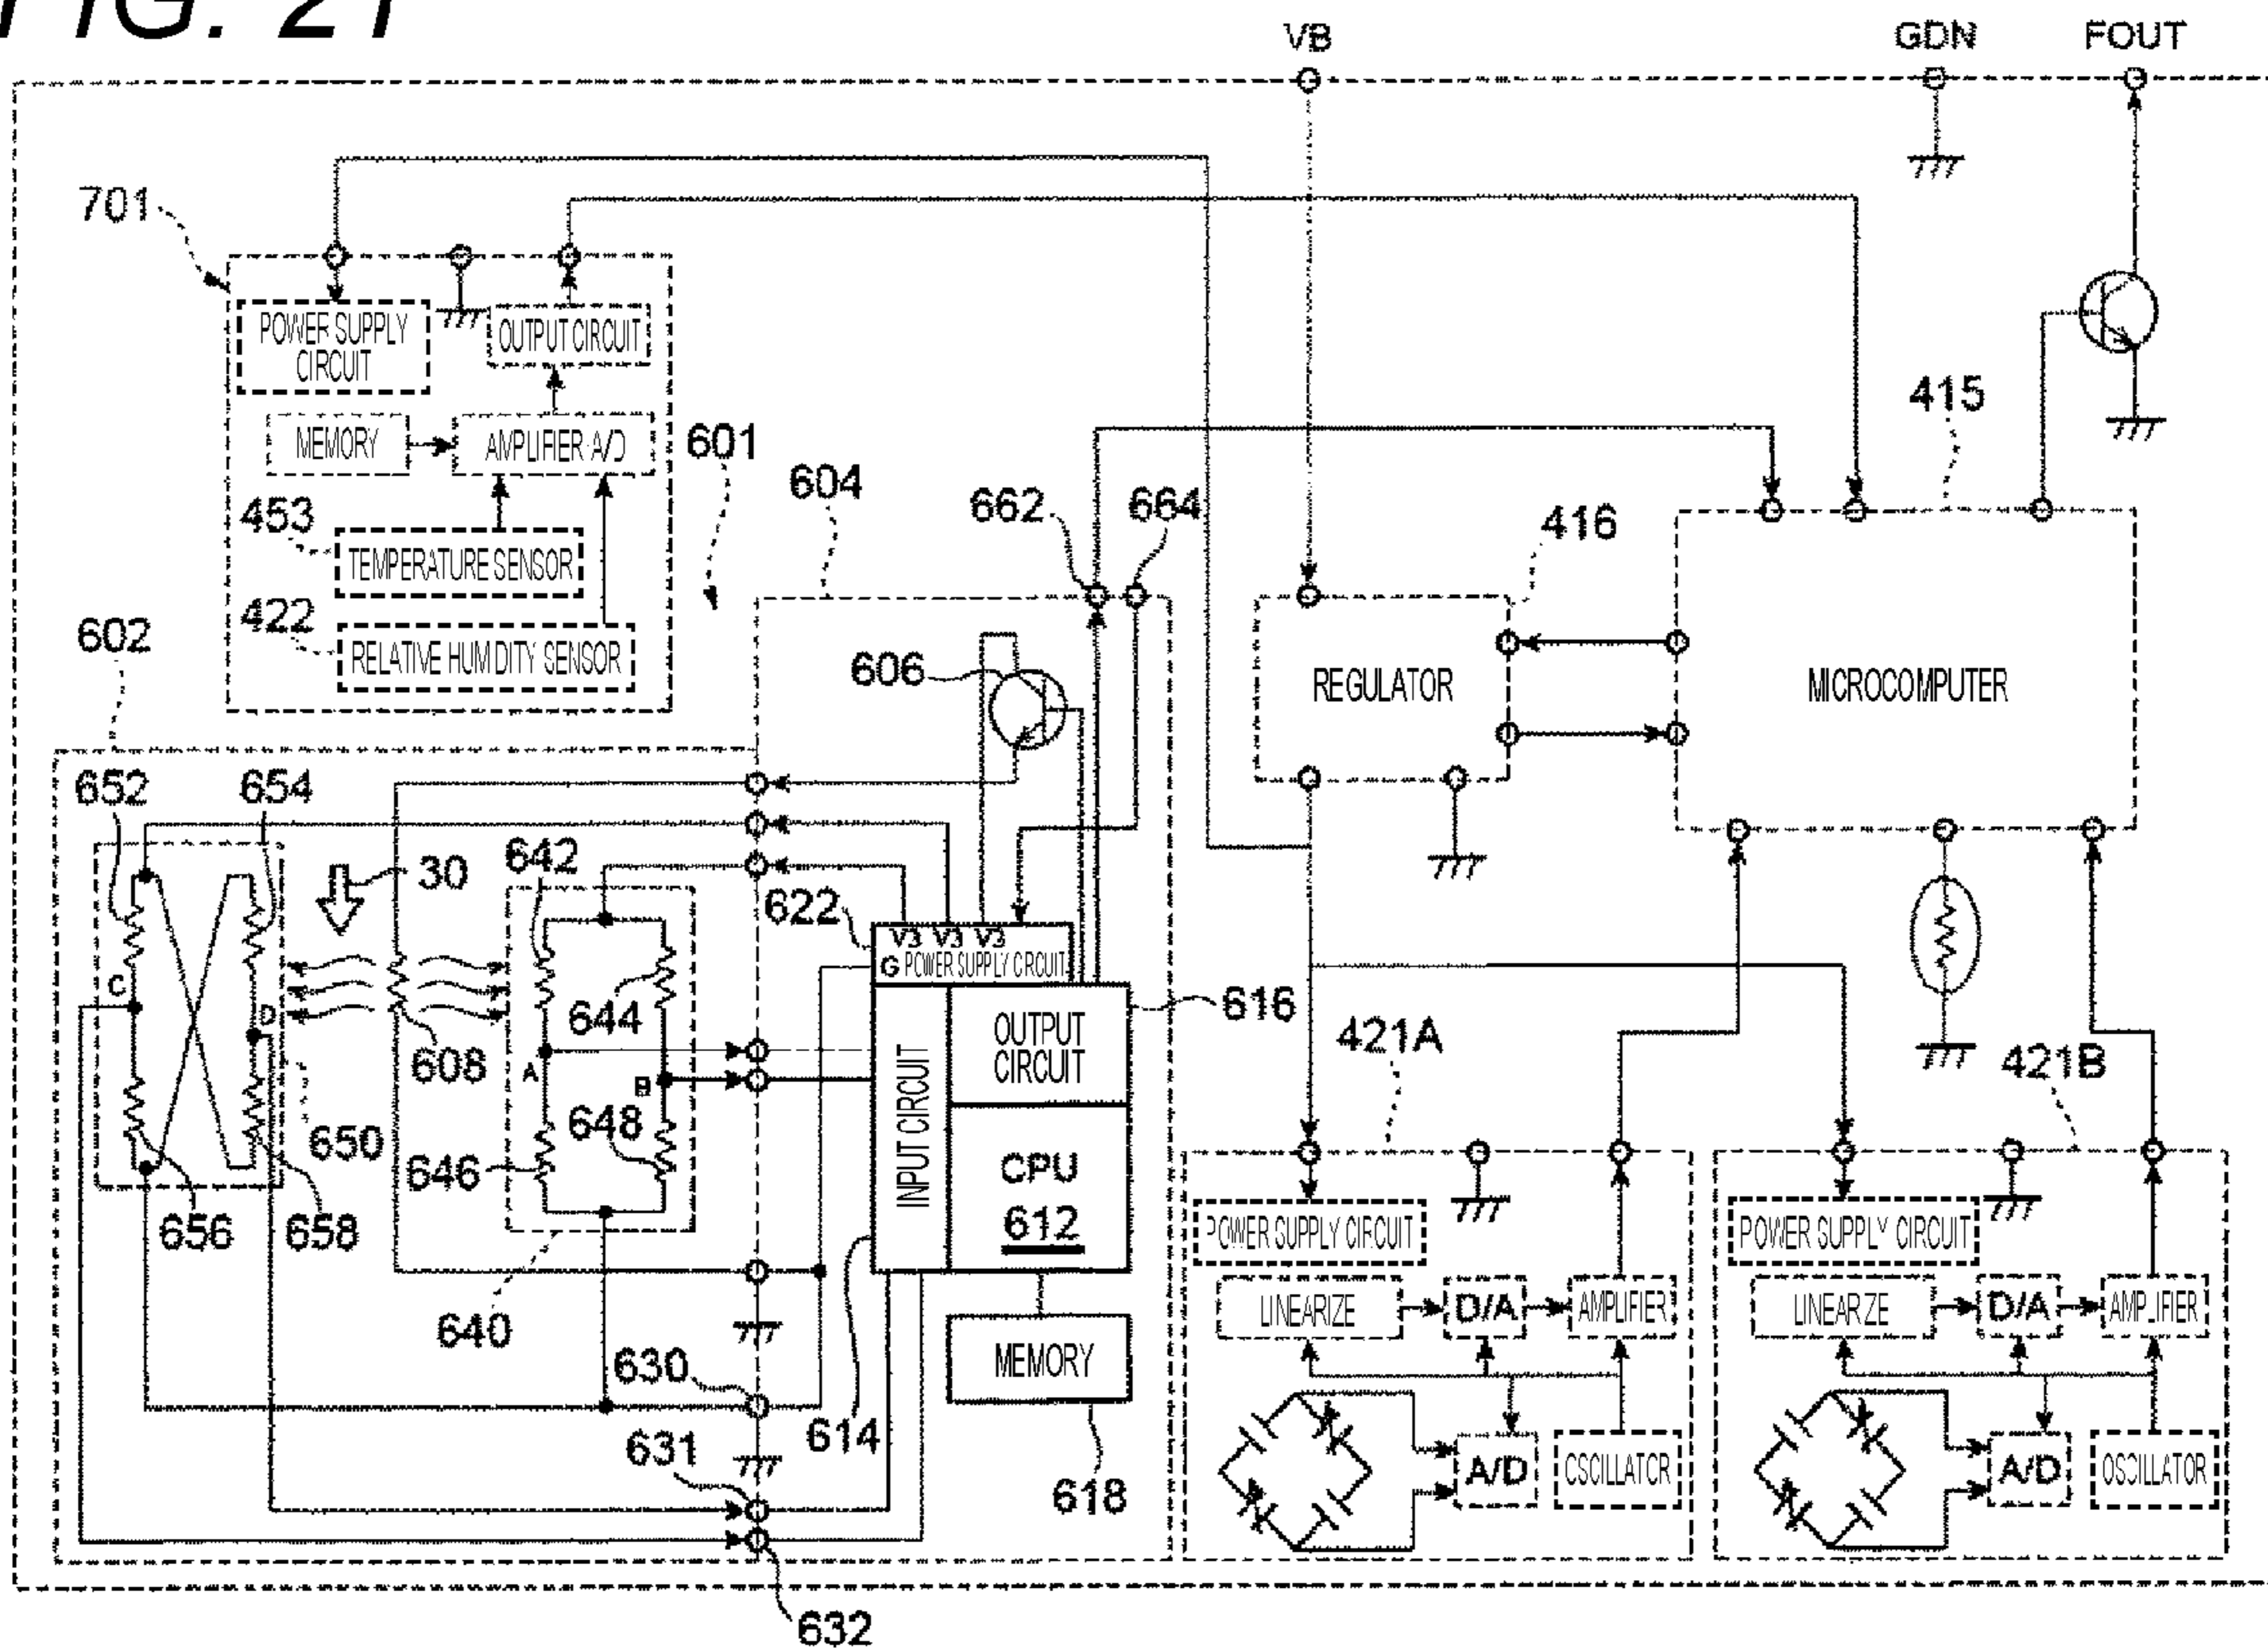 FIG. 21
VB
GDN
FOUT
701
POWER SUPPLY
CIRCUIT
OUTPUT CIRCUIT
MEMORY
AMPLIFIER A/D
453
TEMPERATURE SENSOR
422
RELATIVE HUMIDITY SENSOR
601
604
662
664
416
415
REGULATOR
MICROCOMPUTER
602
606
652
654
30
642
622
V3 V3 V3
G POWER SUPPLY CIRCUIT
C
D
608
644
A
B
616
OUTPUT
CIRCUIT
INPUT CIRCUIT
CPU
612
421A
421B
650
646
648
656
658
640
630
614
MEMORY
631
618
632
POWER SUPPLY CIRCUIT
LINEARIZE
D/A
AMPLIFIER
A/D
OSCILLATOR
POWER SUPPLY CIRCUIT
LINEARZE
D/A
AMPLIFIER
A/D
OSCILLATOR